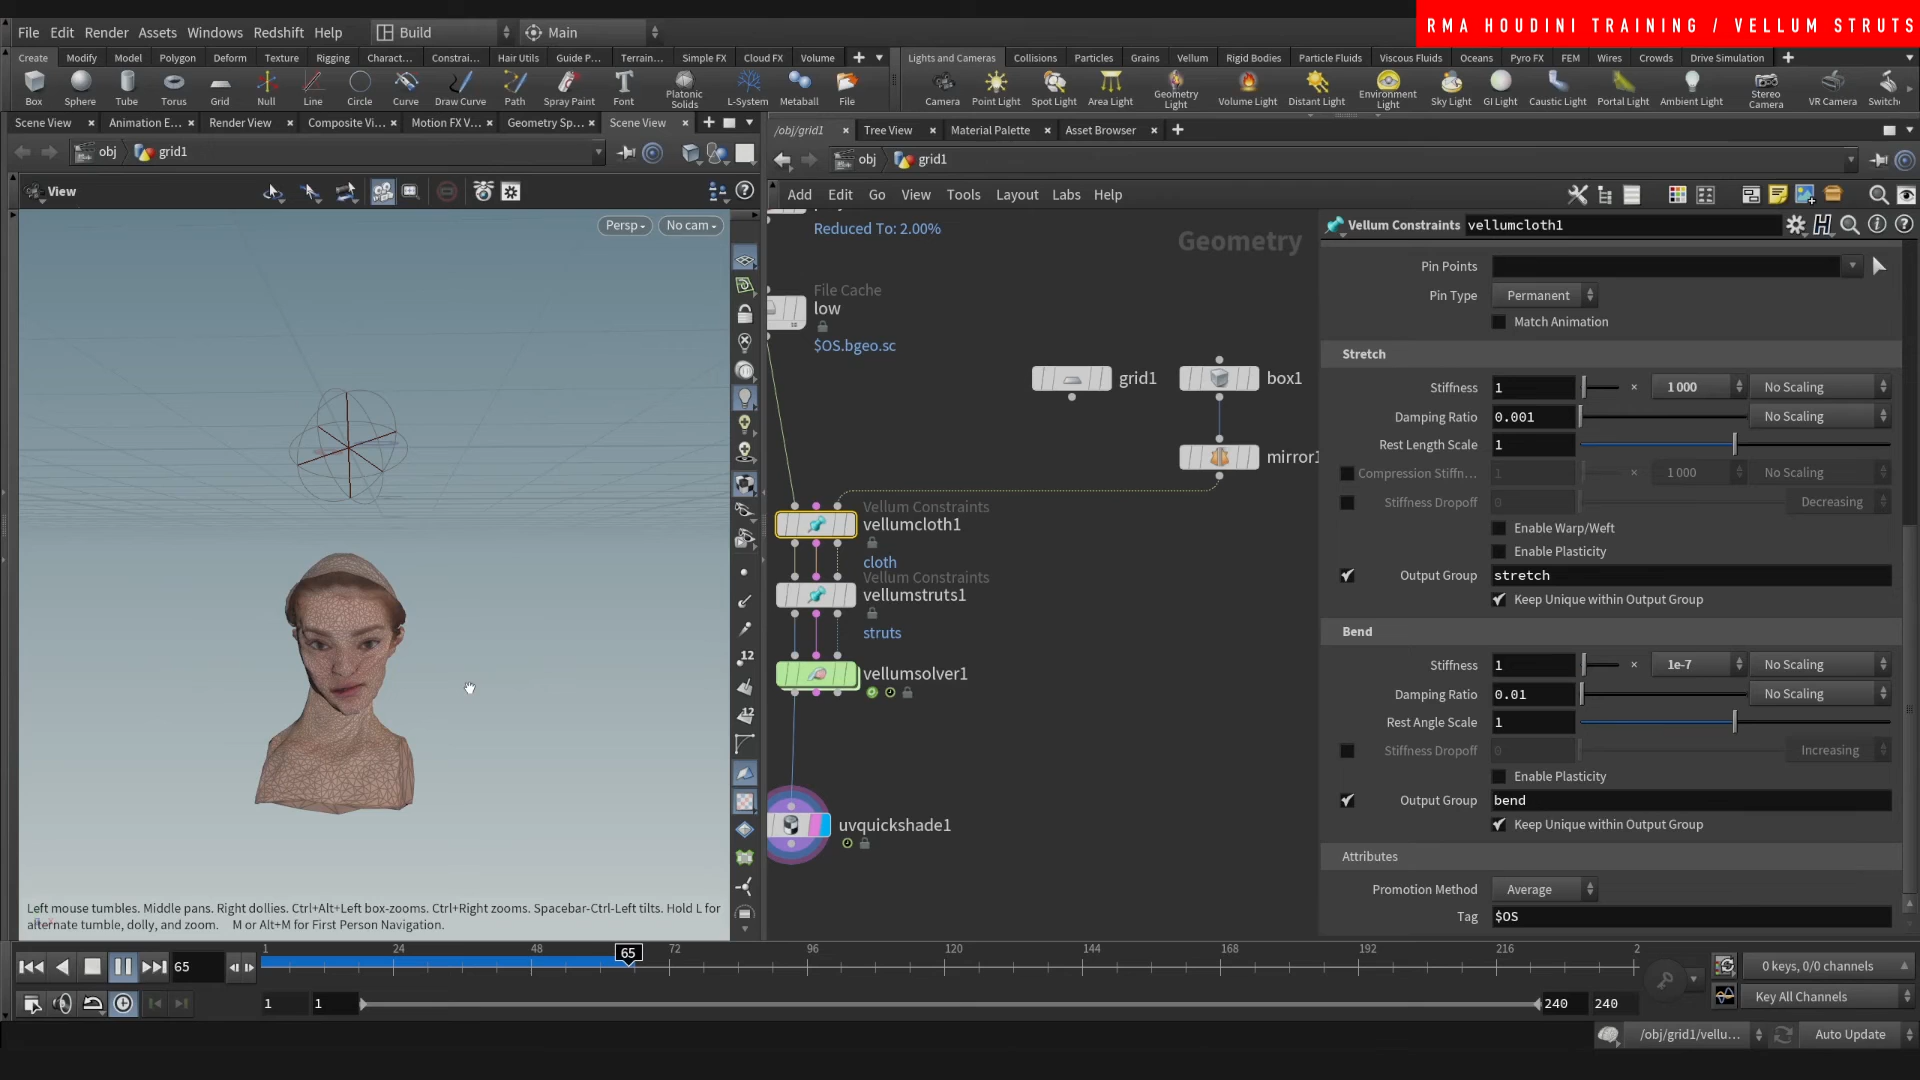 RMA HOUDINI TRAINING / VELLUM STRUTS
File Edit Render Assets Windows Redshift Help Build Main
Create Modify Model Polygon Deform Texture Rigging Charact... Constrai... Hair Utils Guide P... Terrain... Simple FX Cloud FX Volume
Lights and Cameras Collisions Particles Grains Vellum Rigid Bodies Particle Fluids Viscous Fluids Oceans Pyro FX FEM Wires Crowds Drive Simulation
Box Sphere Tube Torus Grid Null Line Circle Curve Draw Curve Path Spray Paint Font Platonic Solids L-System Metaball File
Camera Point Light Spot Light Area Light Geometry Light Volume Light Distant Light Environment Light Sky Light GI Light Caustic Light Portal Light Ambient Light Stereo Camera VR Camera Switch
Scene View Animation E... Render View Composite Vi... Motion FX V... Geometry Sp... Scene View
/obj/grid1 Tree View Material Palette Asset Browser
obj grid1
obj grid1
View
Add Edit Go View Tools Layout Labs Help
Persp No cam
Geometry
Reduced To: 2.00%
File Cache
low
$OS.bgeo.sc
grid1
box1
mirror1
Vellum Constraints
vellumcloth1
cloth
Vellum Constraints
vellumstruts1
struts
vellumsolver1
uvquickshade1
12
12
Left mouse tumbles. Middle pans. Right dollies. Ctrl+Alt+Left box-zooms. Ctrl+Right zooms. Spacebar-Ctrl-Left tilts. Hold L for
alternate tumble, dolly, and zoom. M or Alt+M for First Person Navigation.
Vellum Constraints vellumcloth1
Pin Points
Pin Type Permanent
Match Animation
Stretch
Stiffness 1 × 1000 No Scaling
Damping Ratio 0.001 No Scaling
Rest Length Scale 1
Compression Stiffn... 1 × 1000 No Scaling
Stiffness Dropoff 0 Decreasing
Enable Warp/Weft
Enable Plasticity
Output Group stretch
Keep Unique within Output Group
Bend
Stiffness 1 × 1e-7 No Scaling
Damping Ratio 0.01 No Scaling
Rest Angle Scale 1
Stiffness Dropoff 0 Increasing
Enable Plasticity
Output Group bend
Keep Unique within Output Group
Attributes
Promotion Method Average
Tag $OS
65 1 24 48 65 72 96 120 144 168 192 216 2
0 keys, 0/0 channels
1 1 240 240
Key All Channels
/obj/grid1/vellu... Auto Update